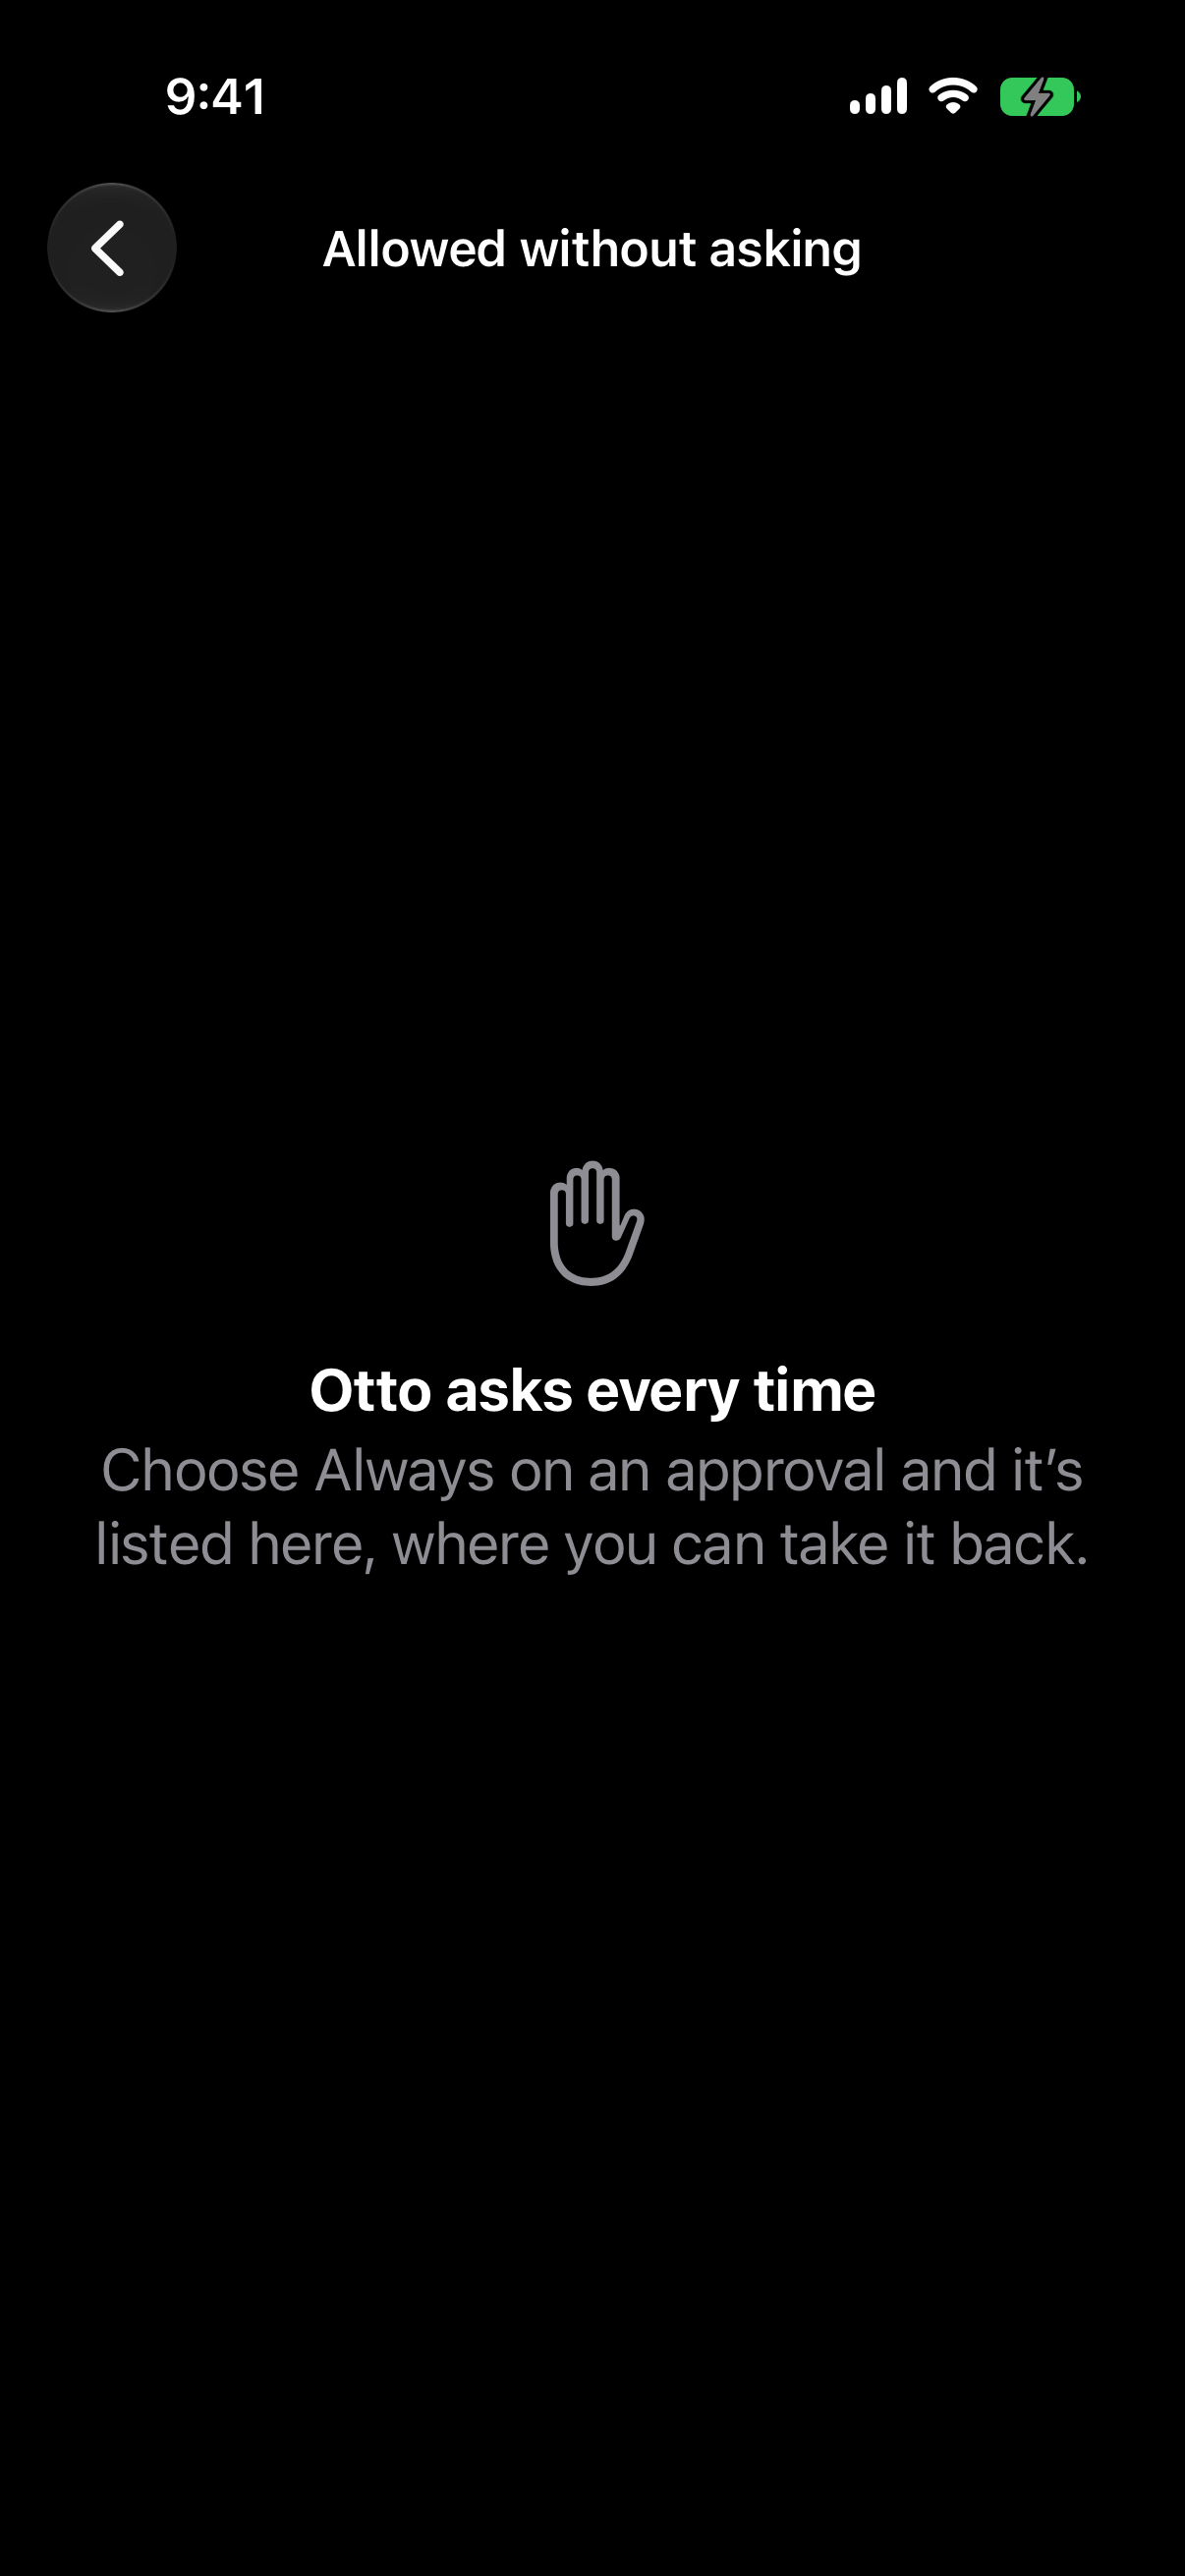 9:41
Allowed without asking
Otto asks every time
Choose Always on an approval and it’s
listed here, where you can take it back.